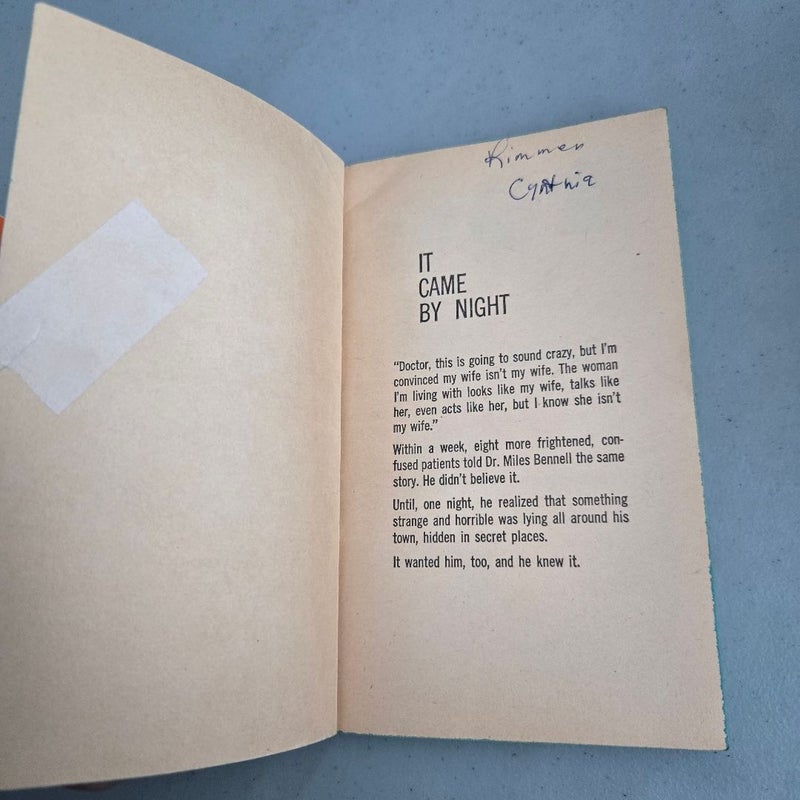 Rimmer
Cynthia
IT
CAME
BY NIGHT
"Doctor, this is going to sound crazy, but I'm
convinced my wife isn't my wife. The woman
I'm living with looks like my wife, talks like
her, even acts like her, but I know she isn't
my wife."
Within a week, eight more frightened, con-
fused patients told Dr. Miles Bennell the same
story. He didn't believe it.
Until, one night, he realized that something
strange and horrible was lying all around his
town, hidden in secret places.
It wanted him, too, and he knew it.